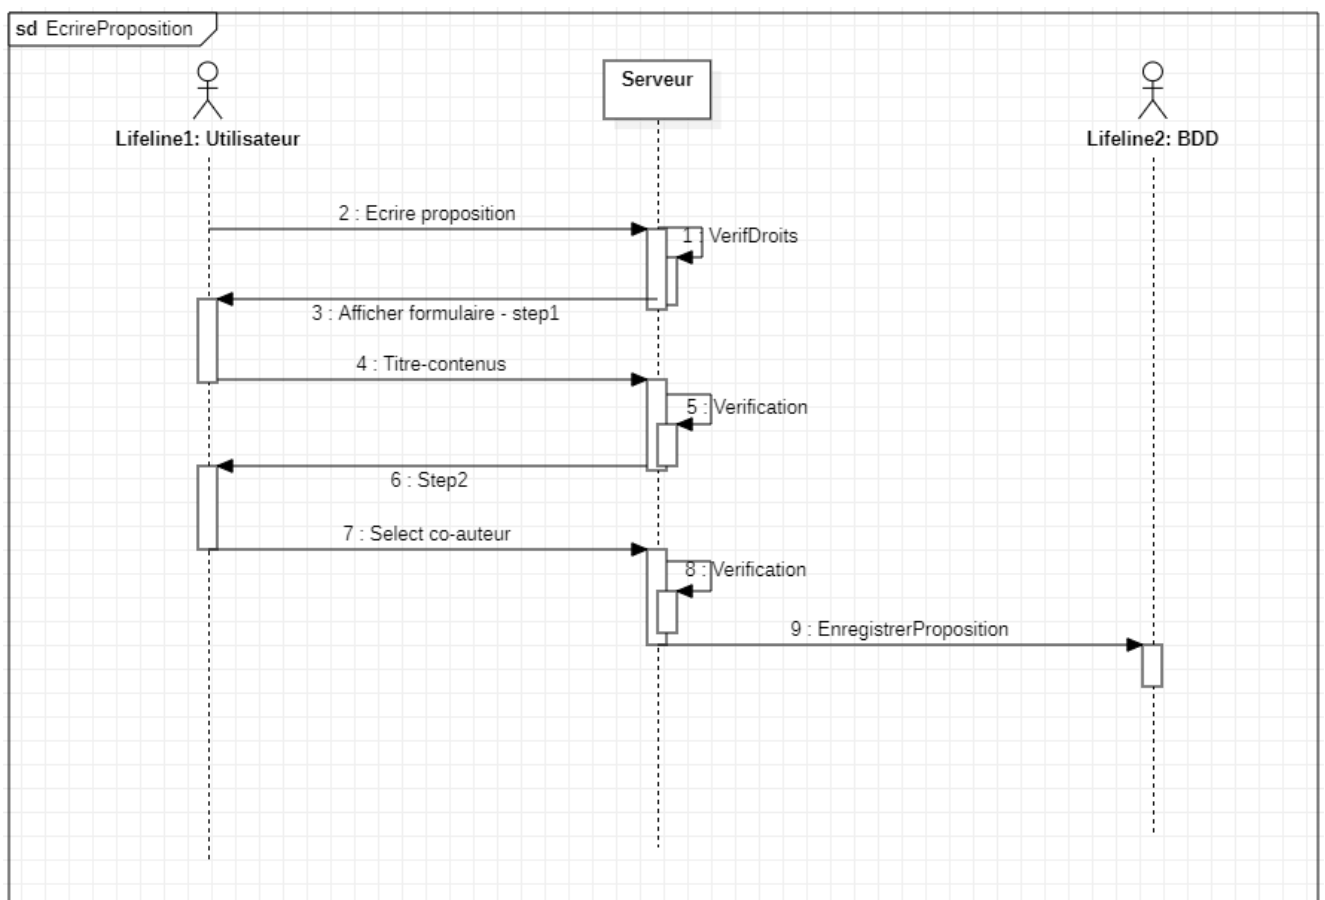 sd EcrireProposition
Lifeline1: Utilisateur
Serveur
Lifeline2: BDD
2 : Ecrire proposition
1 : VerifDroits
3 : Afficher formulaire - step1
4 : Titre-contenus
5 : Verification
6 : Step2
7 : Select co-auteur
8 : Verification
9 : EnregistrerProposition